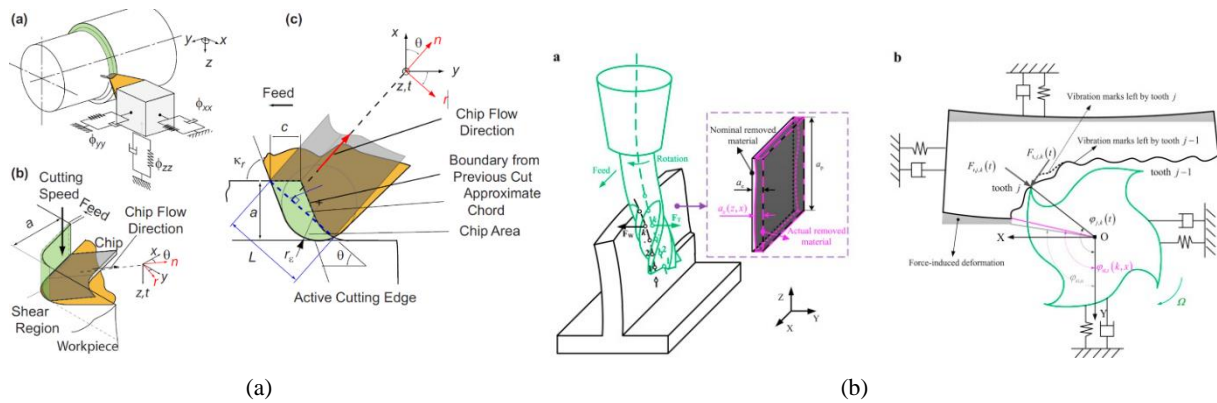 (a)
y x
z
ϕxx
ϕyy
ϕzz
(b)
Cutting
Speed
Feed
a
Chip Flow
Direction
Chip
x
θ
n
y
r
z,t
Shear
Region
Workpiece
(c)
x
θ
n
y
z,t
r
Feed
c
κr
a
L
rε
θ
Chip Flow
Direction
Boundary from
Previous Cut
Approximate
Chord
Chip Area
Active Cutting Edge
(a)
a
Feed
Rotation
Nominal removed
material
ap
ae
ac(z, x)
Actual removed
material
Z
X
Y
b
Vibration marks left by tooth j
Vibration marks left by tooth j−1
tooth j−1
tooth j
X
O
Y
Ω
Force-induced deformation
(b)